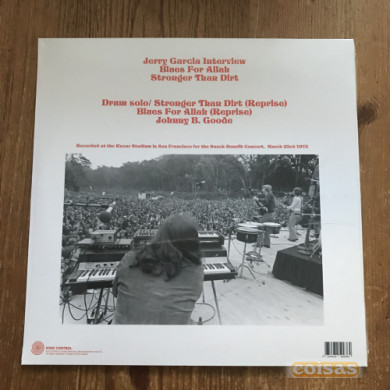 Jerry Garcia Interview
Blues For Allah
Stronger Than Dirt
Drum solo/ Stronger Than Dirt (Reprise)
Blues For Allah (Reprise)
Johnny B. Goode
Recorded at the Kezar Stadium in San Francisco for the Snack Benefit Concert, March 23rd 1975
MIND CONTROL
coisas